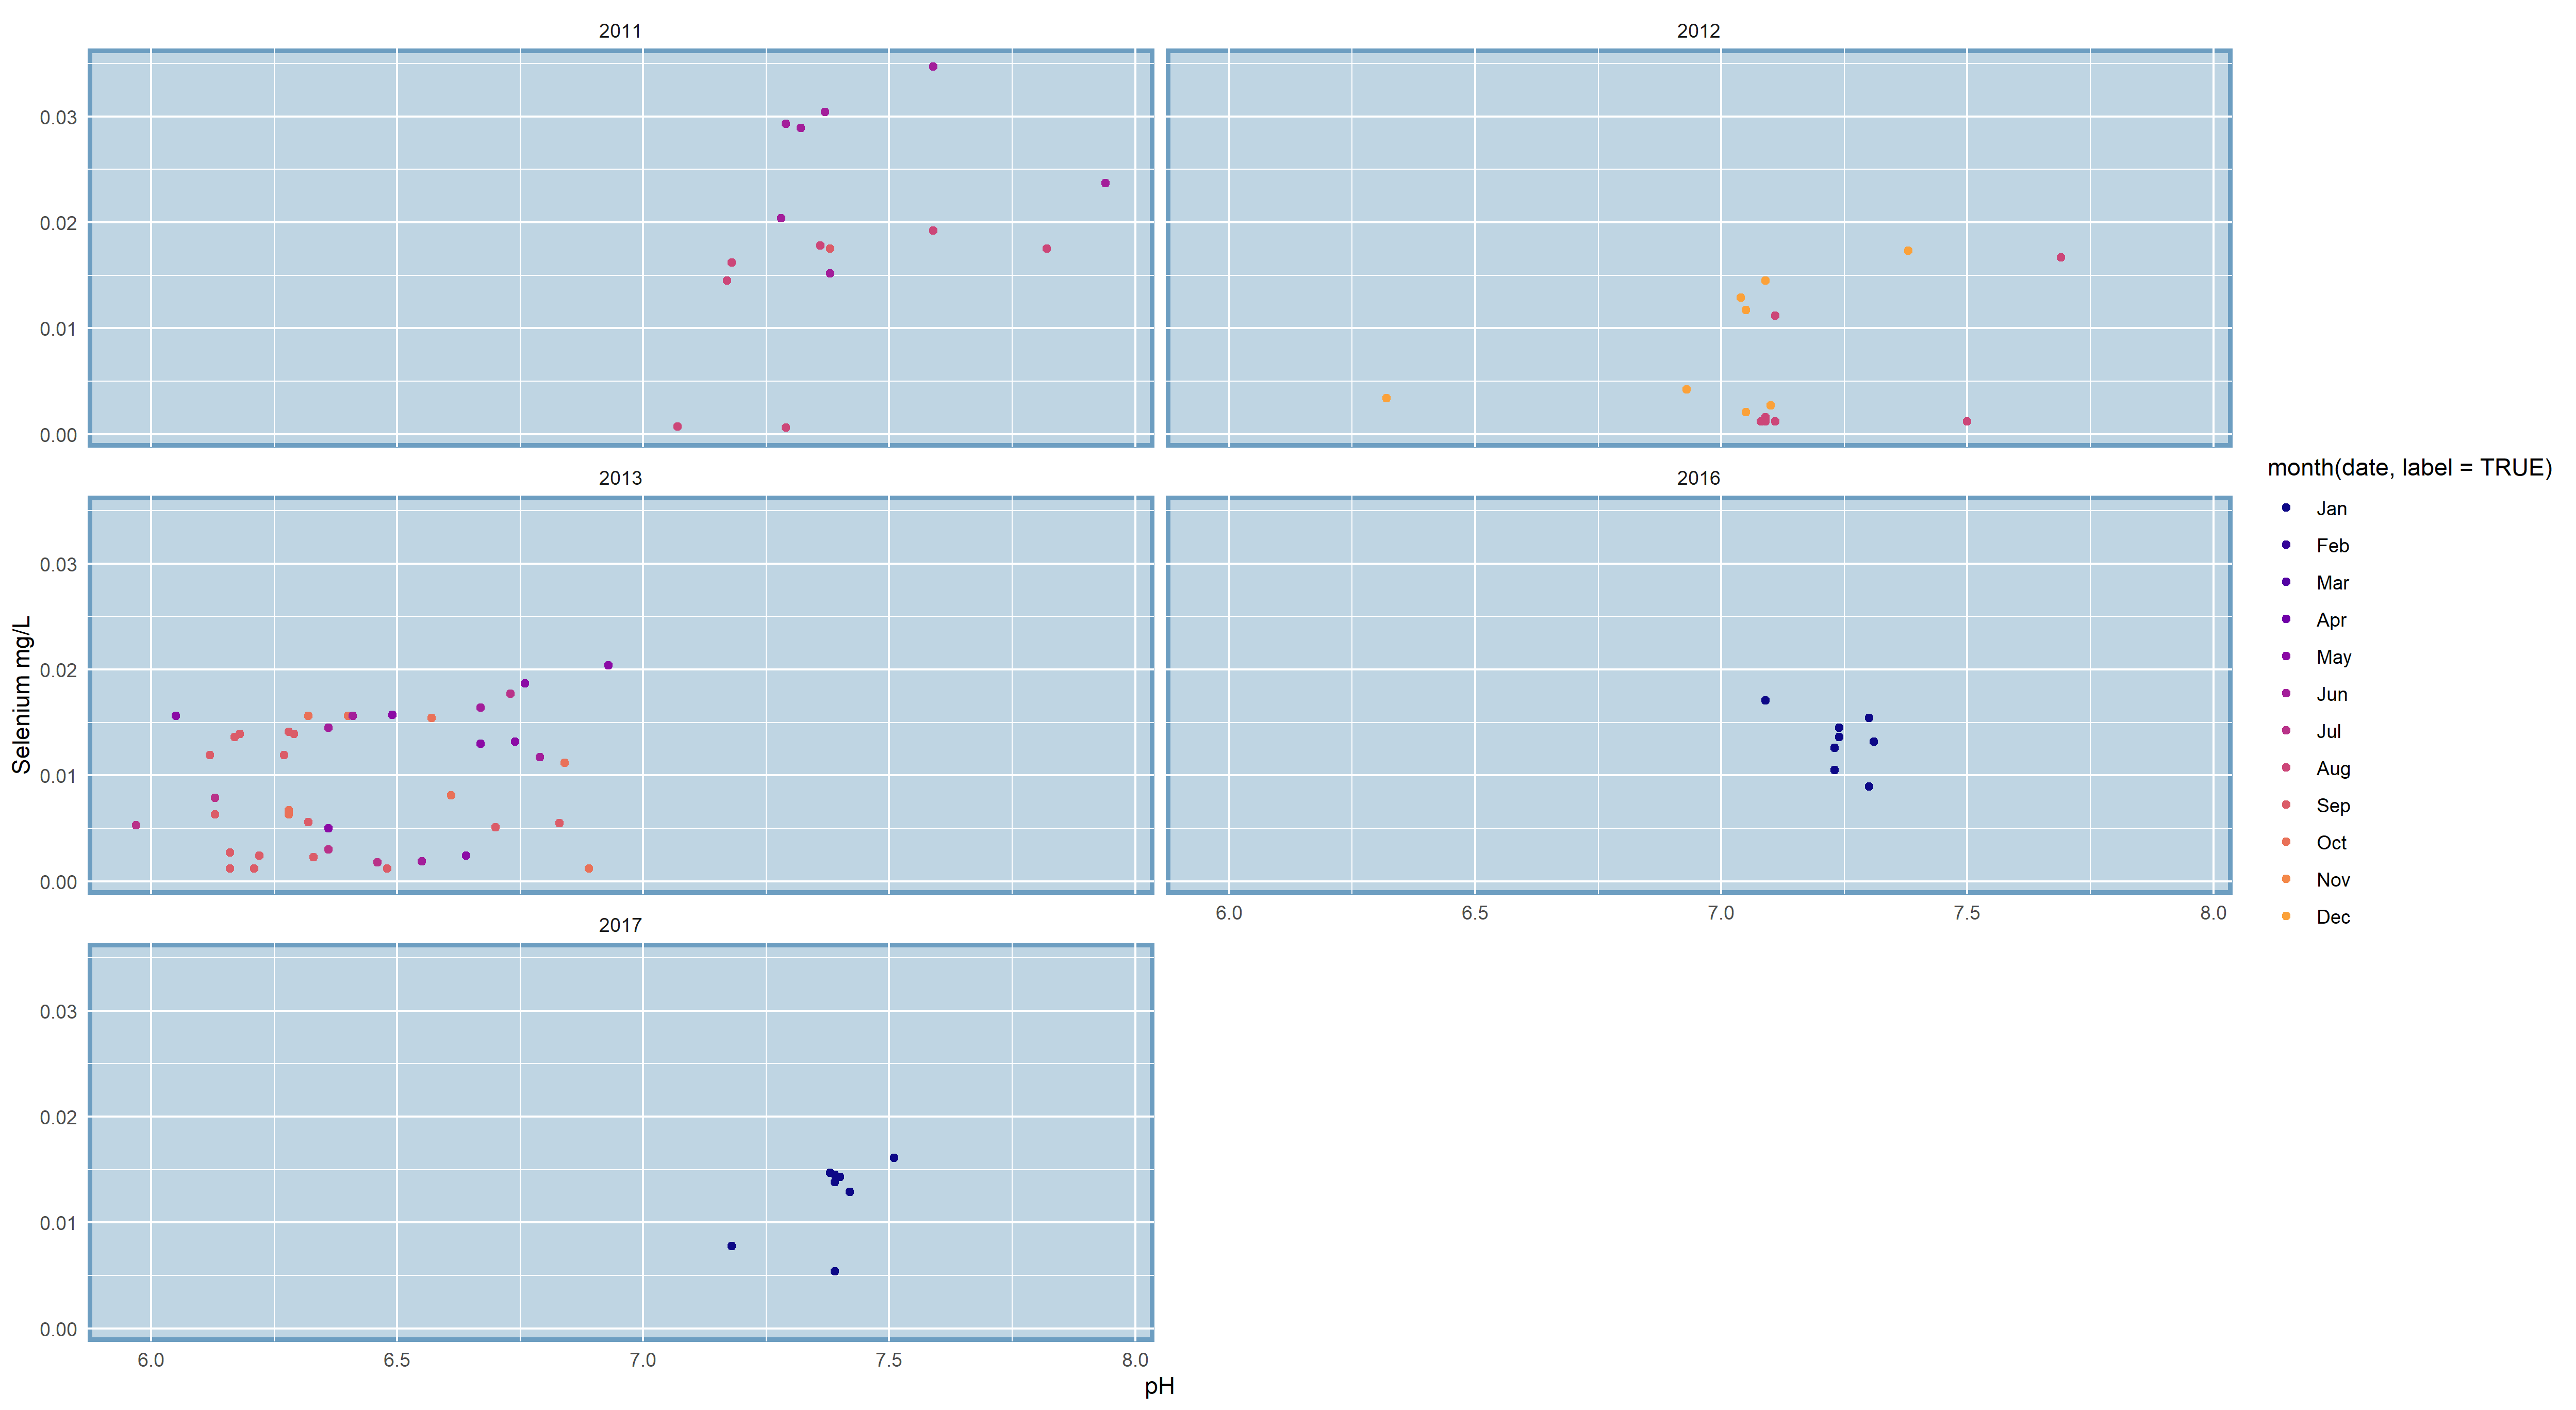 2011
2012
0.03
0.02
0.01
0.00
2013
2016
0.03
0.02
0.01
0.00
6.0 6.5 7.0 7.5 8.0
2017
0.03
0.02
0.01
0.00
6.0 6.5 7.0 7.5 8.0
pH
Selenium mg/L
month(date, label = TRUE)
Jan
Feb
Mar
Apr
May
Jun
Jul
Aug
Sep
Oct
Nov
Dec